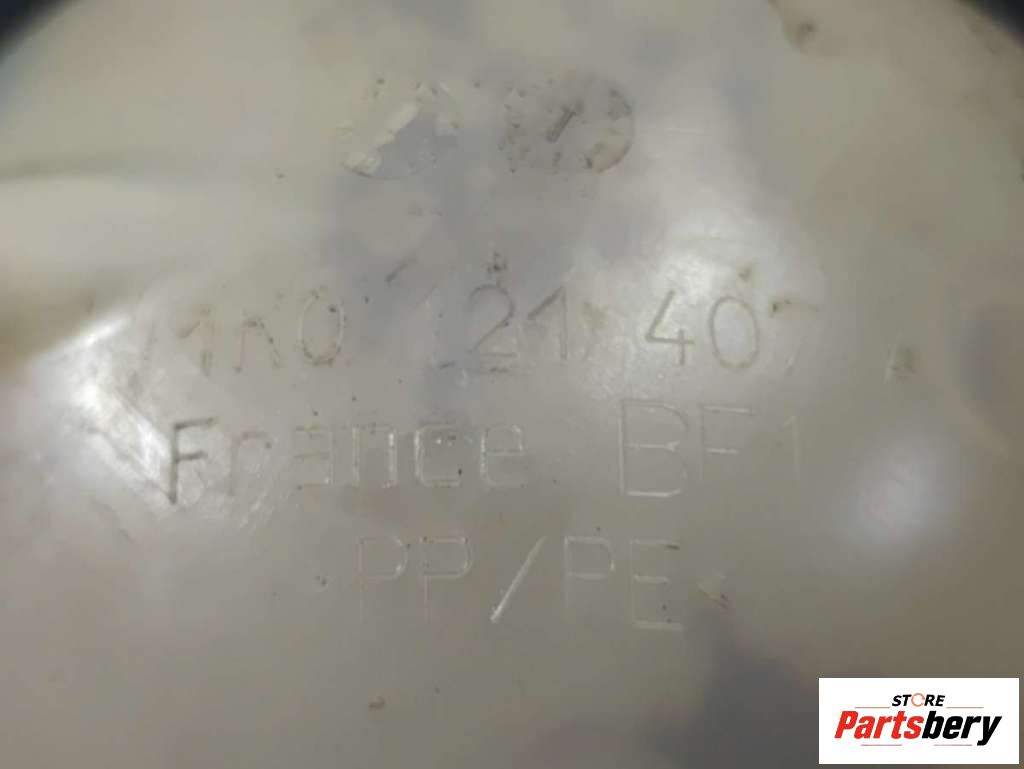 1K0 121 407 A
France BF1
PP/PE
STORE
Partsbery